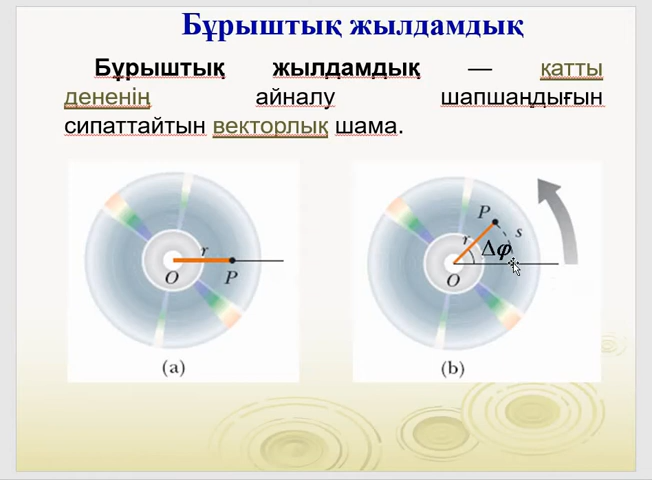 Бұрыштық жылдамдық
Бұрыштық жылдамдық — қатты
дененің айналу шапшаңдығын
сипаттайтын векторлық шама.
r
O P
(a)
P
r s
Δφ
O
(b)